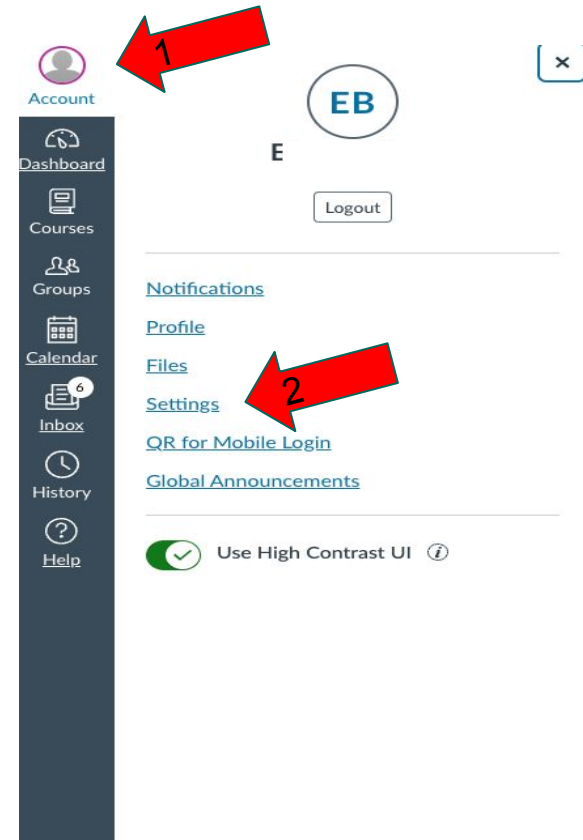 1
Account
Dashboard
Courses
Groups
Calendar
6
Inbox
History
Help
×
EB
E
Logout
Notifications
Profile
Files
Settings
2
QR for Mobile Login
Global Announcements
Use High Contrast UI i